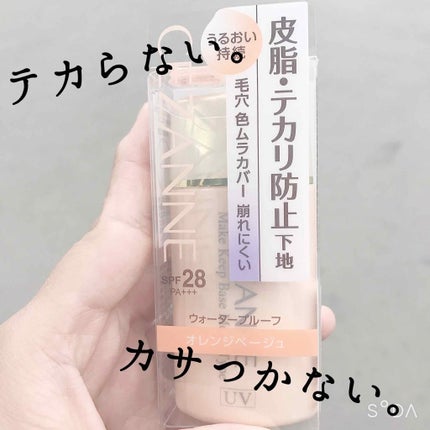 テカらない。
うるおい
持続
皮脂・テカリ防止下地
毛穴 色ムラカバー 崩れにくい
CEZANNE
Make Keep Base
SPF28
PA+++
ウォータープルーフ
オレンジベージュ
カサつかない。
UV
SODA